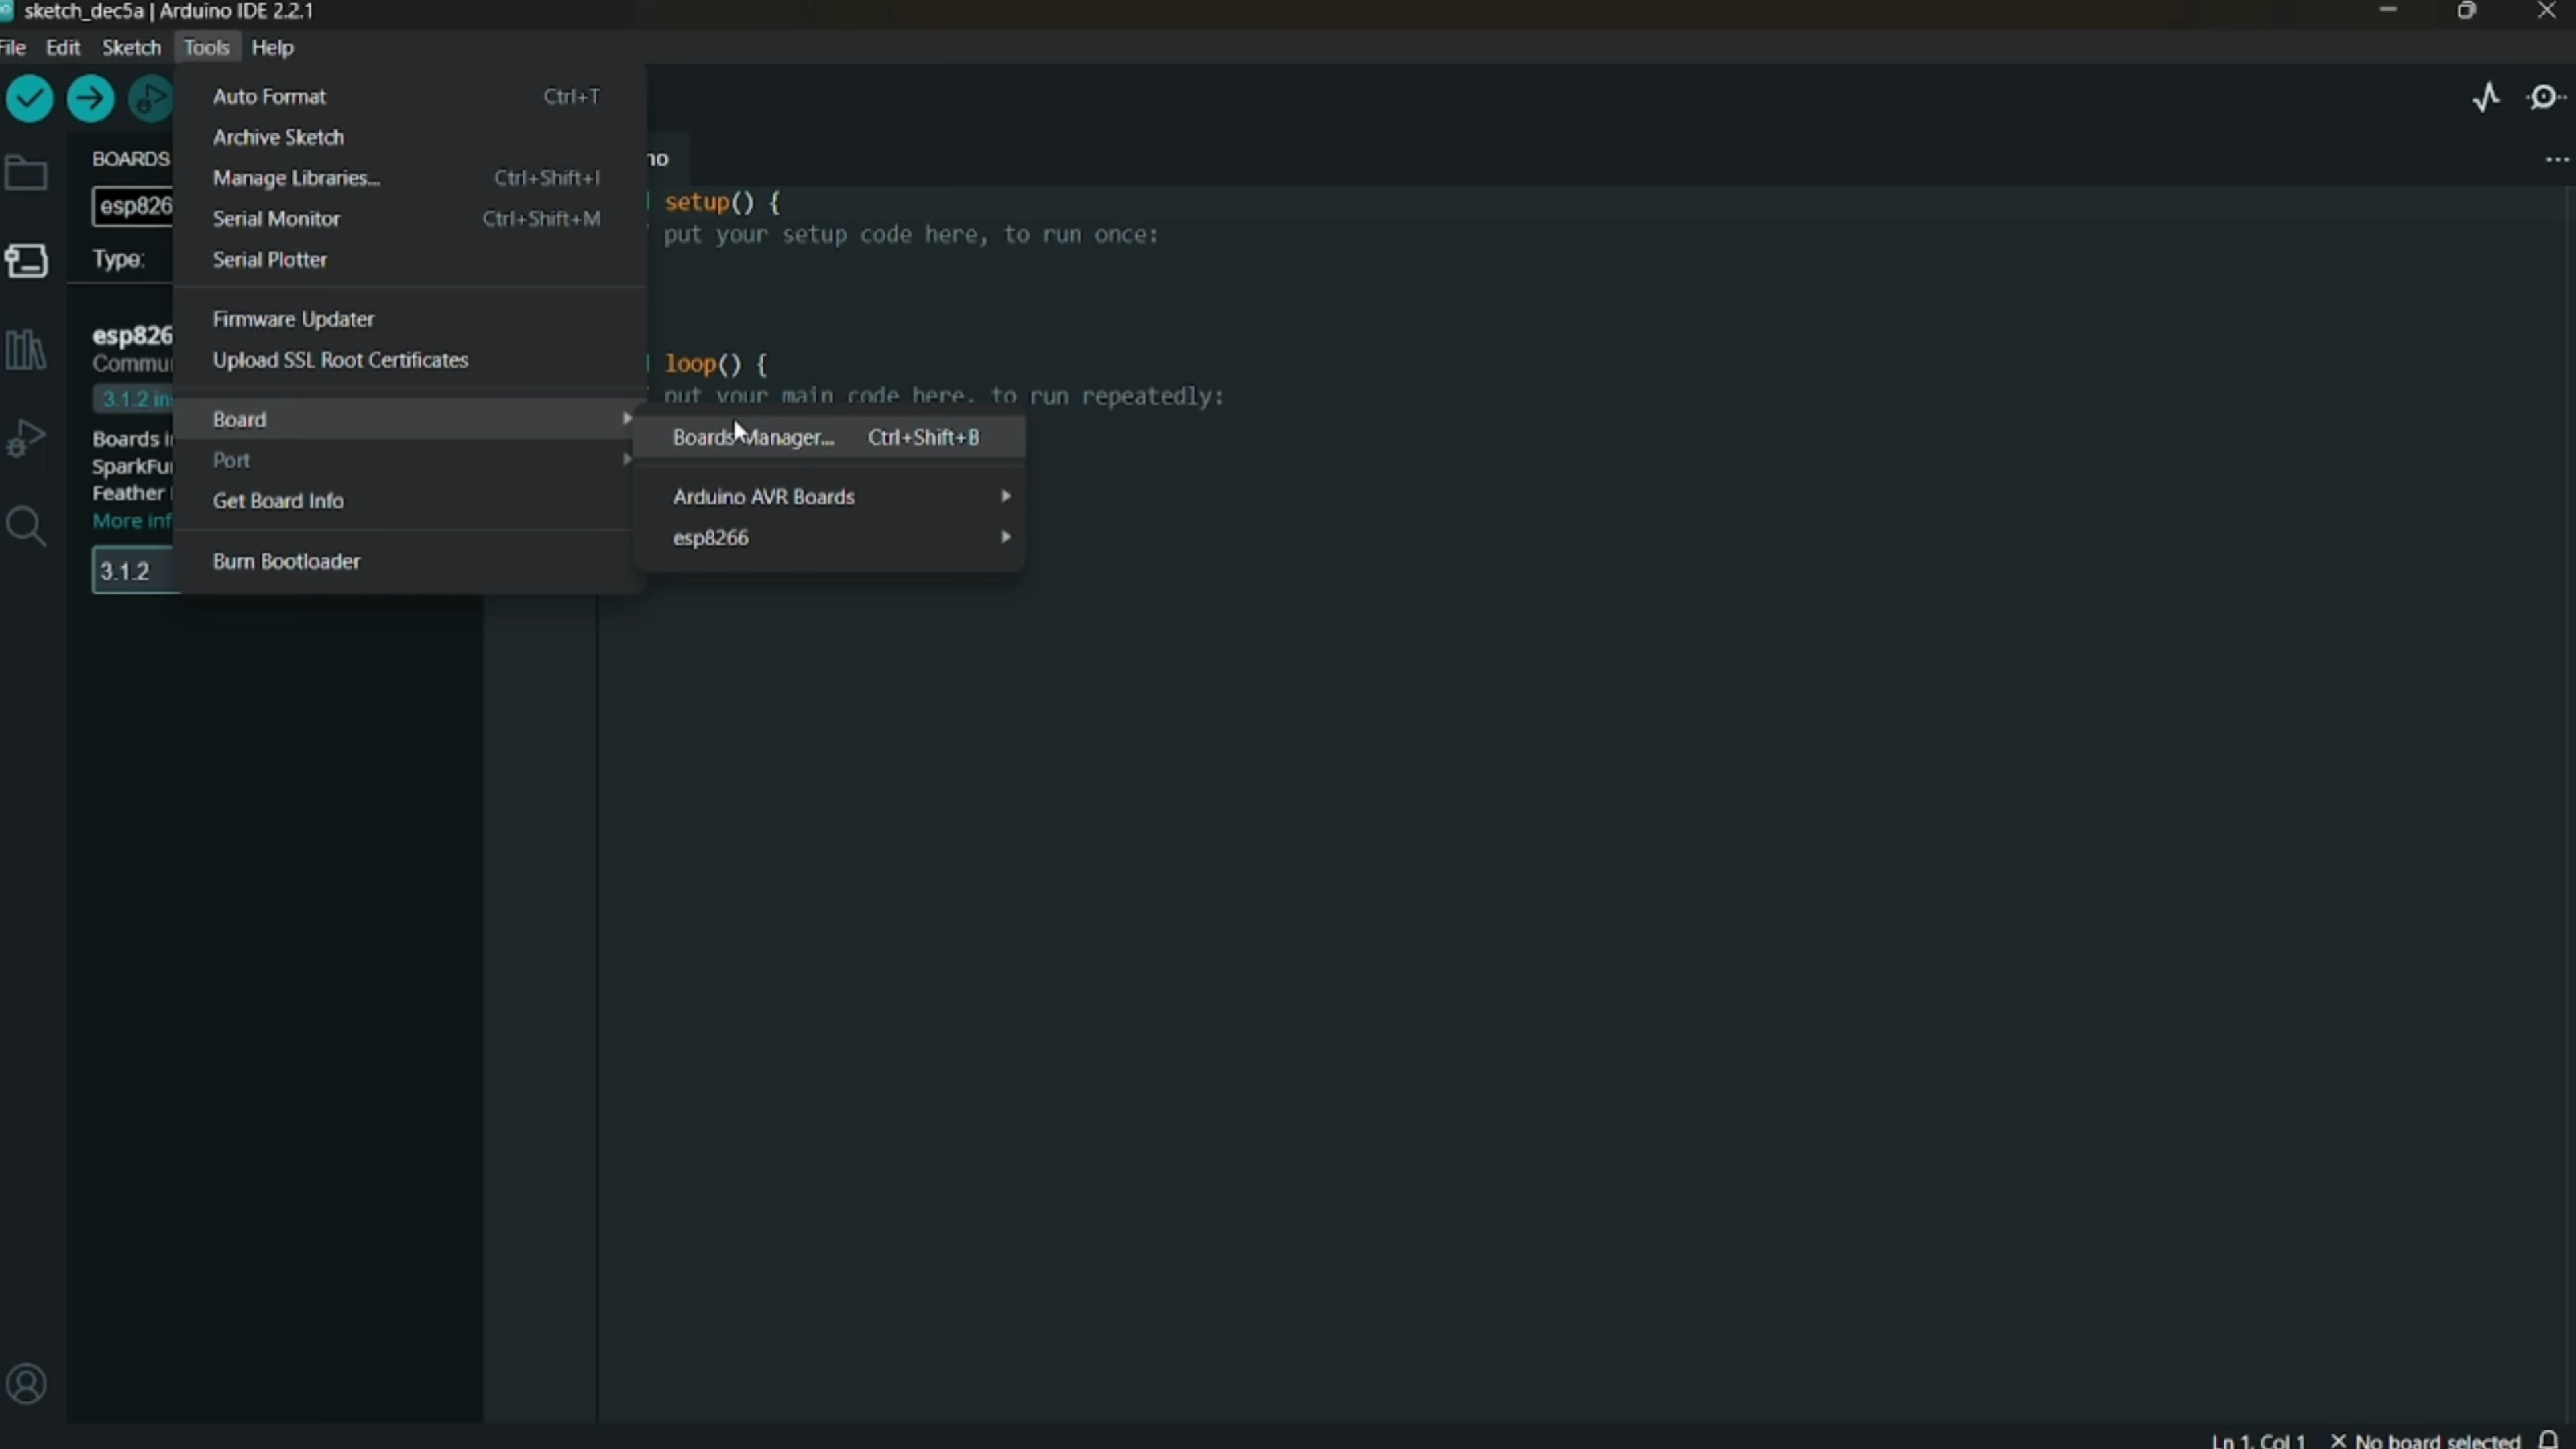 sketch_dec5a | Arduino IDE 2.2.1
File Edit Sketch Tools Help
Auto Format Ctrl+T
Archive Sketch
Manage Libraries... Ctrl+Shift+I
Serial Monitor Ctrl+Shift+M
Serial Plotter
Firmware Updater
Upload SSL Root Certificates
Board
Port
Get Board Info
Burn Bootloader
Boards Manager... Ctrl+Shift+B
Arduino AVR Boards
esp8266
BOARDS
esp826
Type:
esp826
Commu
3.1.2 in
Boards i
SparkFu
Feather
More inf
3.1.2
no
setup() {
put your setup code here, to run once:
loop() {
put your main code here, to run repeatedly:
Ln 1, Col 1 No board selected